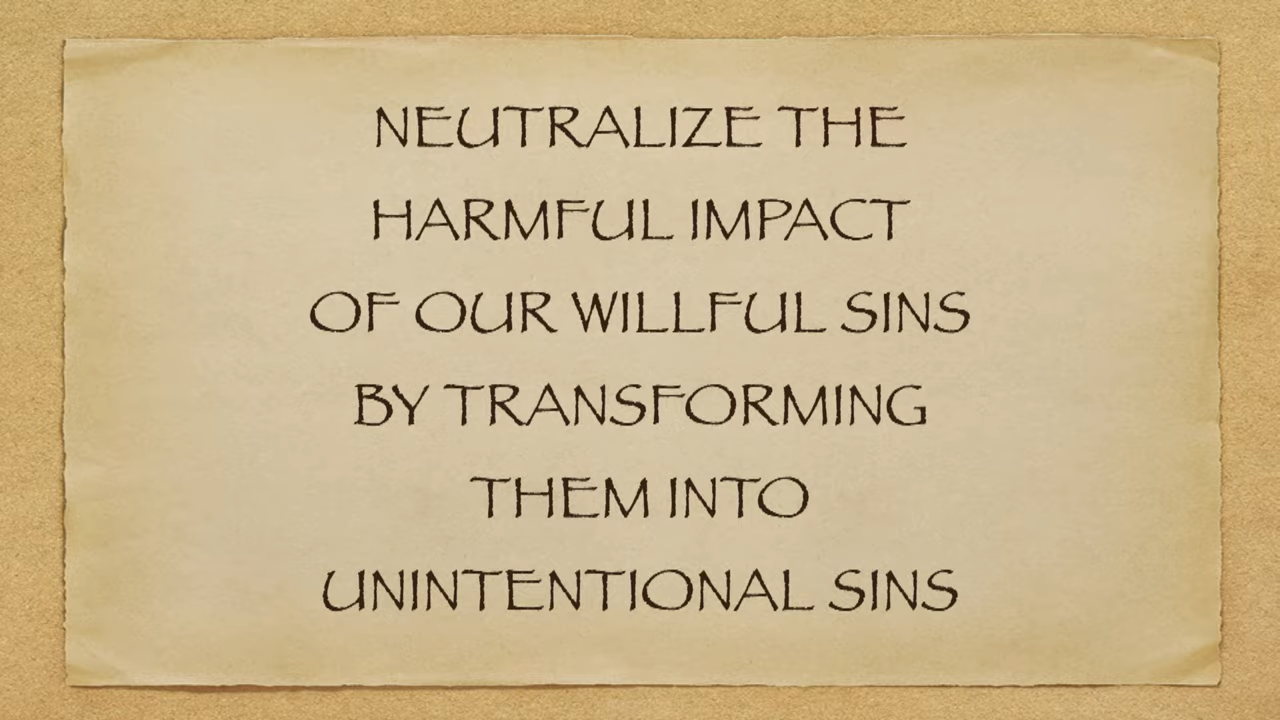 NEUTRALIZE THE
HARMFUL IMPACT
OF OUR WILLFUL SINS
BY TRANSFORMING
THEM INTO
UNINTENTIONAL SINS